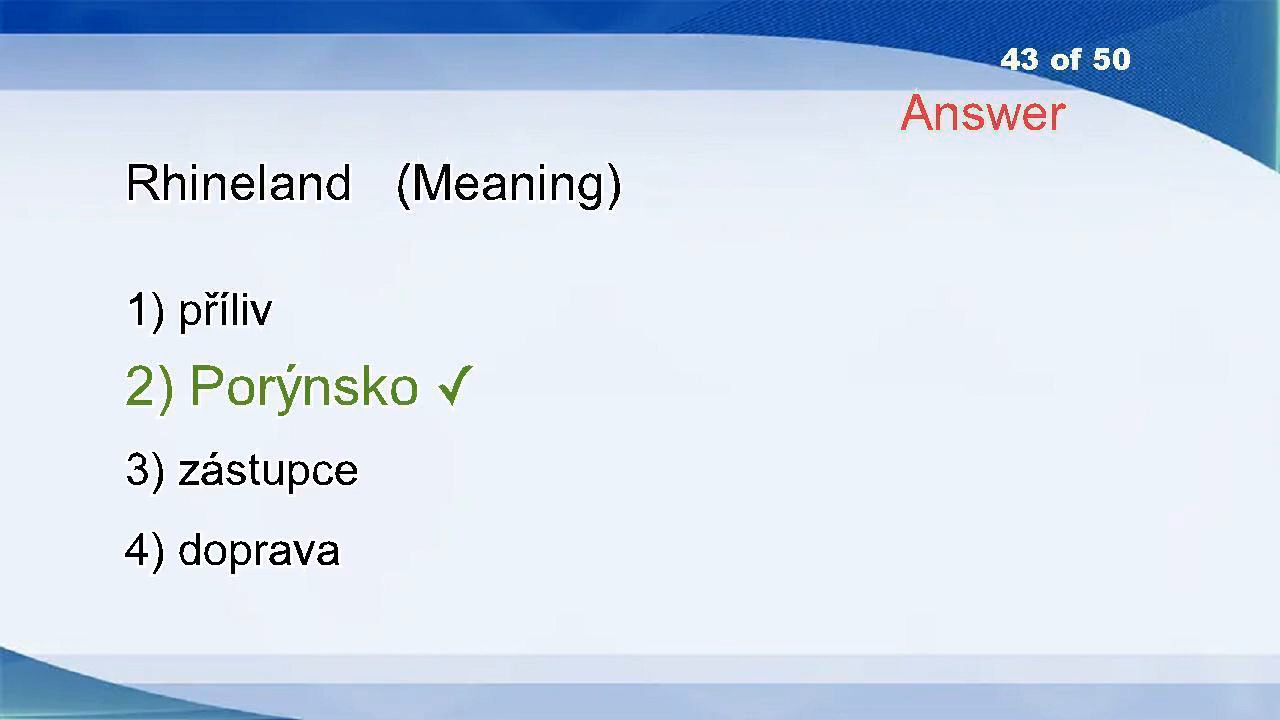 43 of 50
Answer
Rhineland (Meaning)
1) příliv
2) Porýnsko ✓
3) zástupce
4) doprava